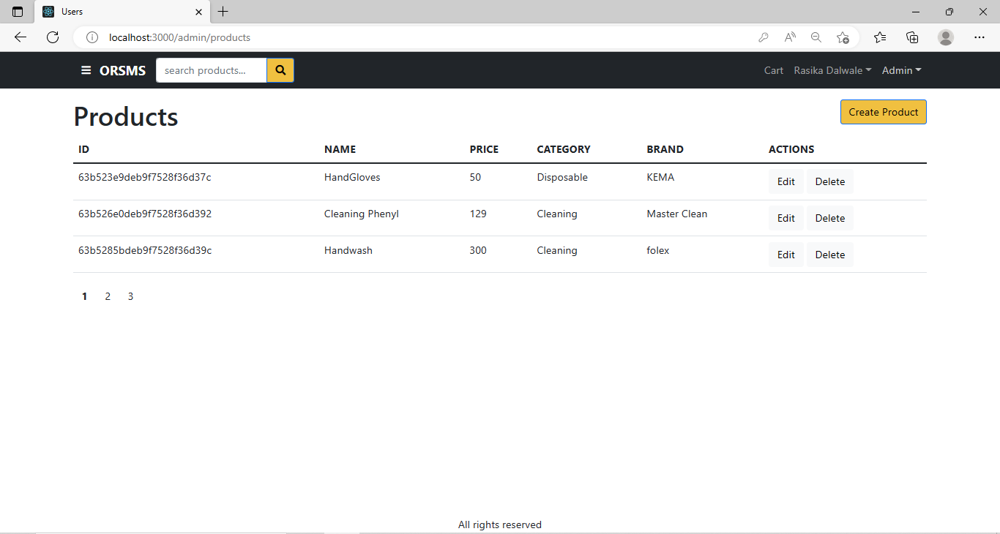 Users
localhost:3000/admin/products
ORSMS search products... Cart Rasika Dalwale Admin
Products Create Product
ID NAME PRICE CATEGORY BRAND ACTIONS
63b523e9deb9f7528f36d37c HandGloves 50 Disposable KEMA Edit Delete
63b526e0deb9f7528f36d392 Cleaning Phenyl 129 Cleaning Master Clean Edit Delete
63b5285bdeb9f7528f36d39c Handwash 300 Cleaning folex Edit Delete
1 2 3
All rights reserved